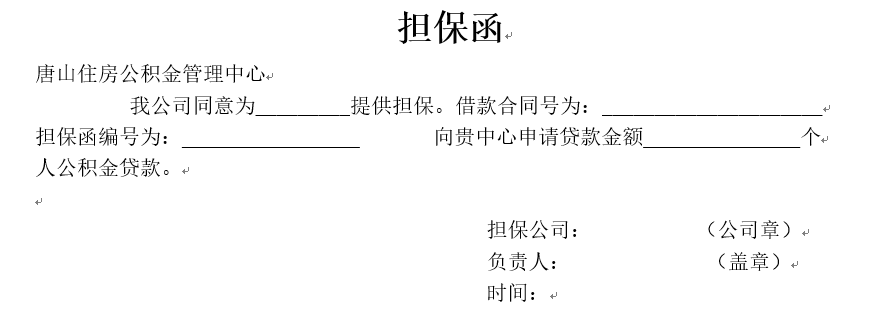 担保函
唐山住房公积金管理中心
我公司同意为_________提供担保。借款合同号为：_____________________
担保函编号为：_________________ 向贵中心申请贷款金额_______________个
人公积金贷款。
担保公司： （公司章）
负责人： （盖章）
时间：